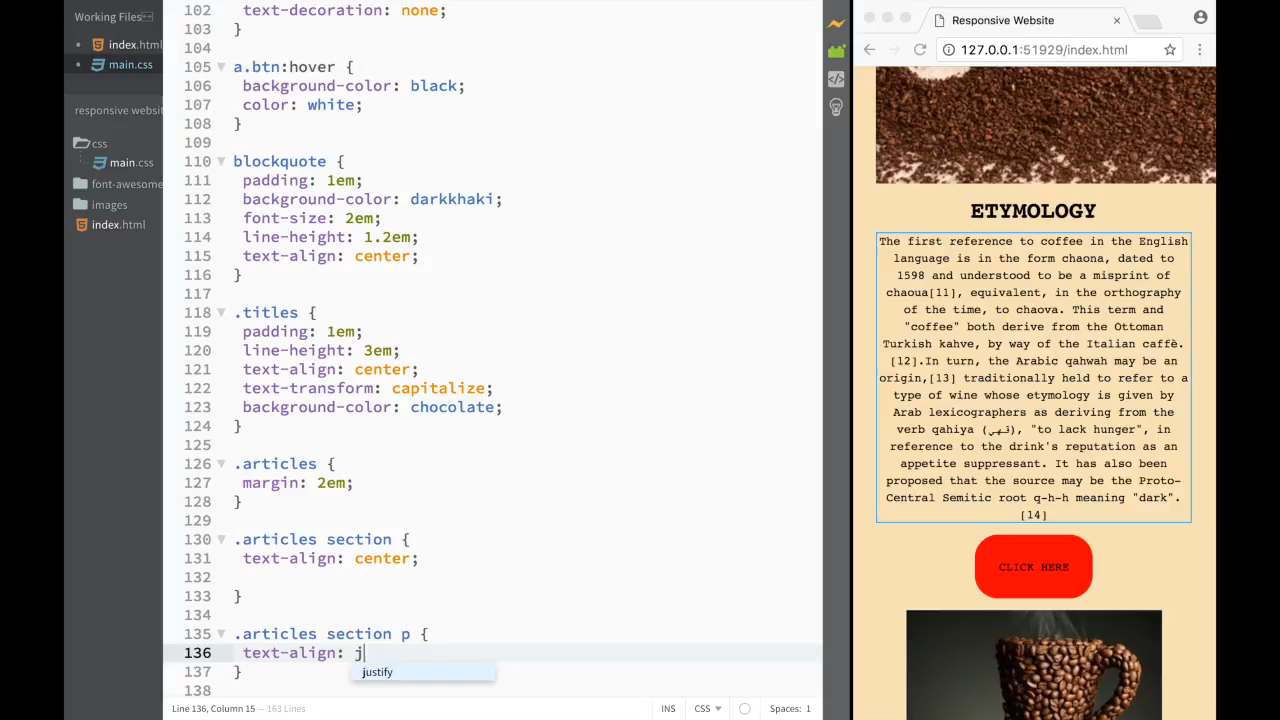 Working Files
index.html
main.css
responsive websit
css
main.css
font-awesome
images
index.html
102 text-decoration: none;
103 }
104
105 a.btn:hover {
106 background-color: black;
107 color: white;
108 }
109
110 blockquote {
111 padding: 1em;
112 background-color: darkkhaki;
113 font-size: 2em;
114 line-height: 1.2em;
115 text-align: center;
116 }
117
118 .titles {
119 padding: 1em;
120 line-height: 3em;
121 text-align: center;
122 text-transform: capitalize;
123 background-color: chocolate;
124 }
125
126 .articles {
127 margin: 2em;
128 }
129
130 .articles section {
131 text-align: center;
132
133 }
134
135 .articles section p {
136 text-align: j
justify
137 }
138
Line 136, Column 15 — 163 Lines
INS
CSS
Spaces: 1
Responsive Website
127.0.0.1:51929/index.html
ETYMOLOGY
The first reference to coffee in the English
language is in the form chaona, dated to
1598 and understood to be a misprint of
chaoua[11], equivalent, in the orthography
of the time, to chaova. This term and
"coffee" both derive from the Ottoman
Turkish kahve, by way of the Italian caffè.
[12].In turn, the Arabic qahwah may be an
origin,[13] traditionally held to refer to a
type of wine whose etymology is given by
Arab lexicographers as deriving from the
verb qahiya (قهي), "to lack hunger", in
reference to the drink's reputation as an
appetite suppressant. It has also been
proposed that the source may be the Proto-
Central Semitic root q-h-h meaning "dark".
[14]
CLICK HERE